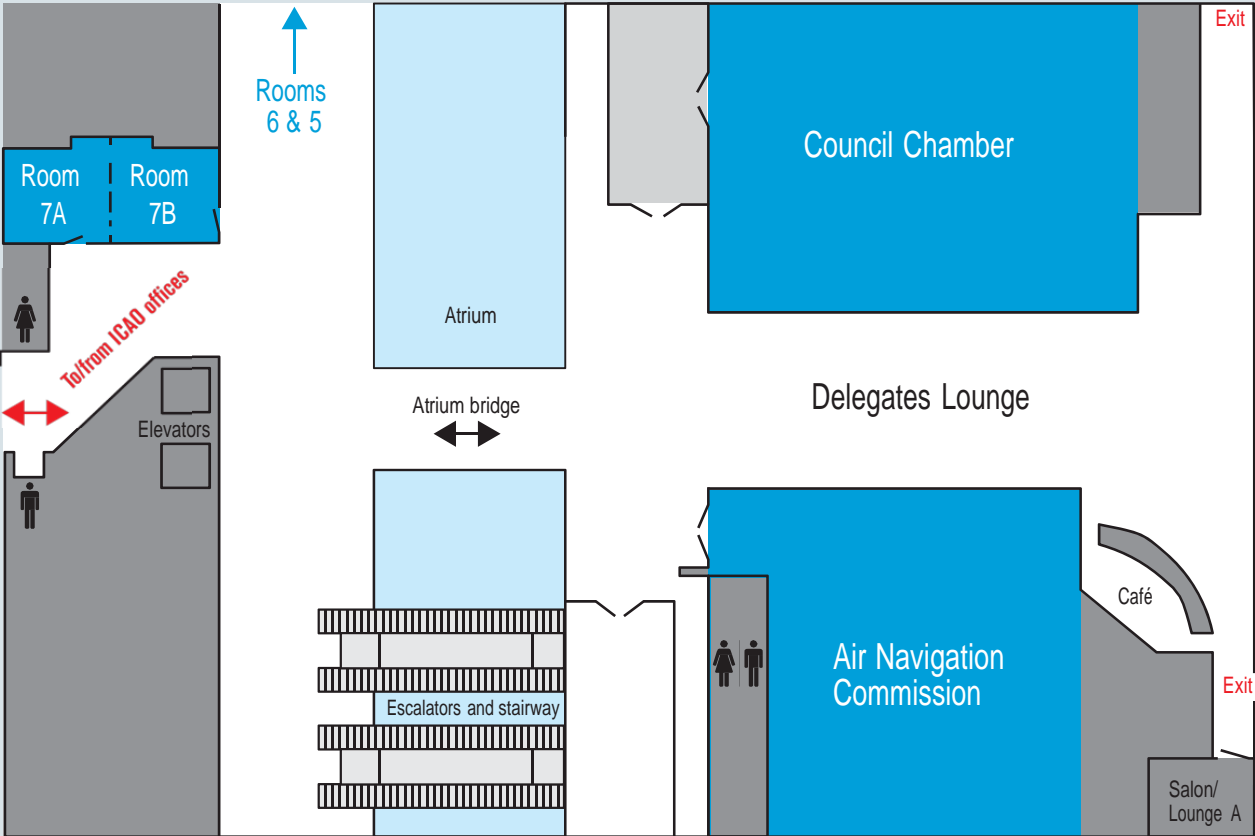 Exit
Rooms
6 & 5
Council Chamber
Room
7A
Room
7B
To/from ICAO offices
Atrium
Delegates Lounge
Atrium bridge
Elevators
Café
Air Navigation
Commission
Exit
Escalators and stairway
Salon/
Lounge A